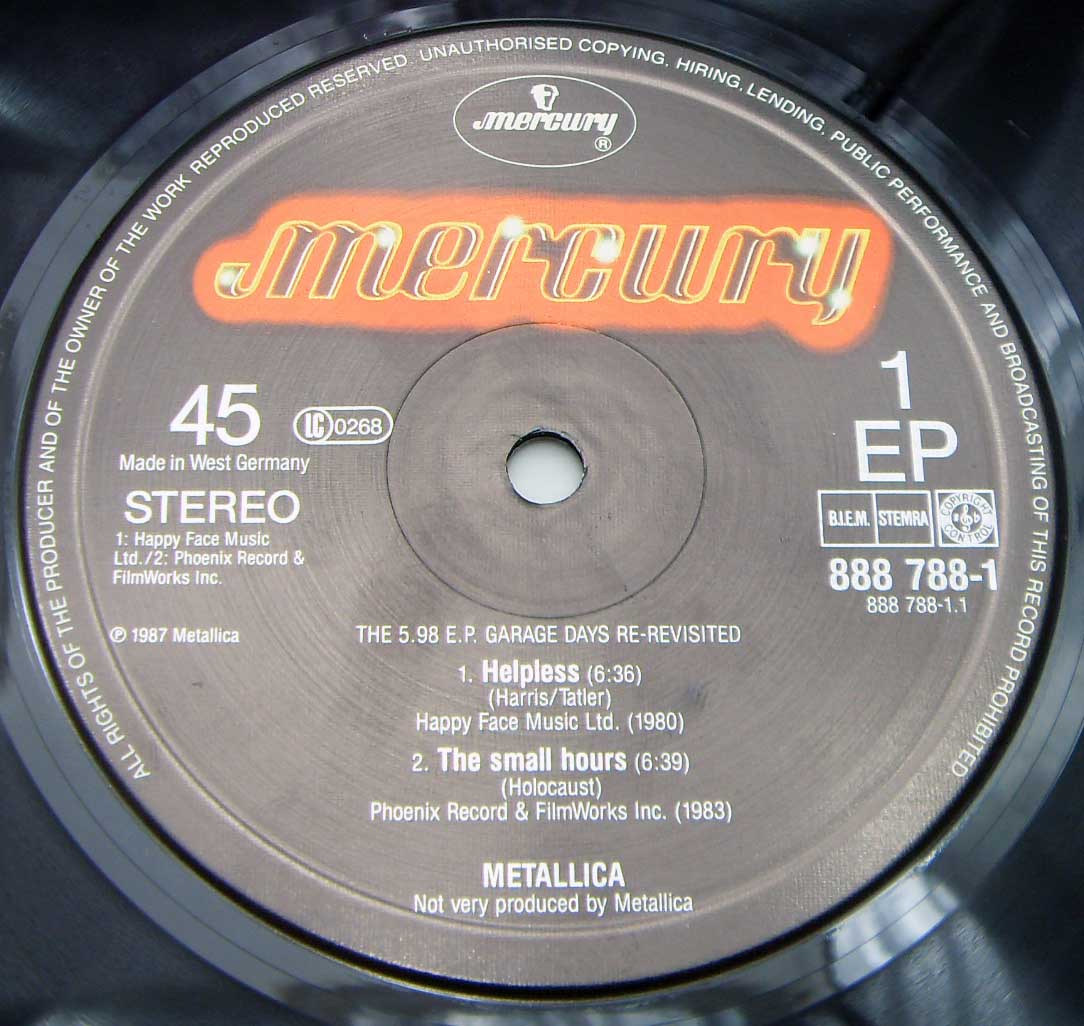 ALL RIGHTS OF THE PRODUCER AND OF THE OWNER OF THE WORK REPRODUCED RESERVED. UNAUTHORISED COPYING, HIRING, LENDING, PUBLIC PERFORMANCE AND BROADCASTING OF THIS RECORD PROHIBITED.
mercury
®
mercury
45
LC 0268
Made in West Germany
STEREO
1: Happy Face Music
Ltd./2: Phoenix Record &
FilmWorks Inc.
℗ 1987 Metallica
1
EP
B.I.E.M. STEMRA COPYRIGHT CONTROL
888 788-1
888 788-1.1
THE 5.98 E.P. GARAGE DAYS RE-REVISITED
1. Helpless (6:36)
(Harris/Tatler)
Happy Face Music Ltd. (1980)
2. The small hours (6:39)
(Holocaust)
Phoenix Record & FilmWorks Inc. (1983)
METALLICA
Not very produced by Metallica